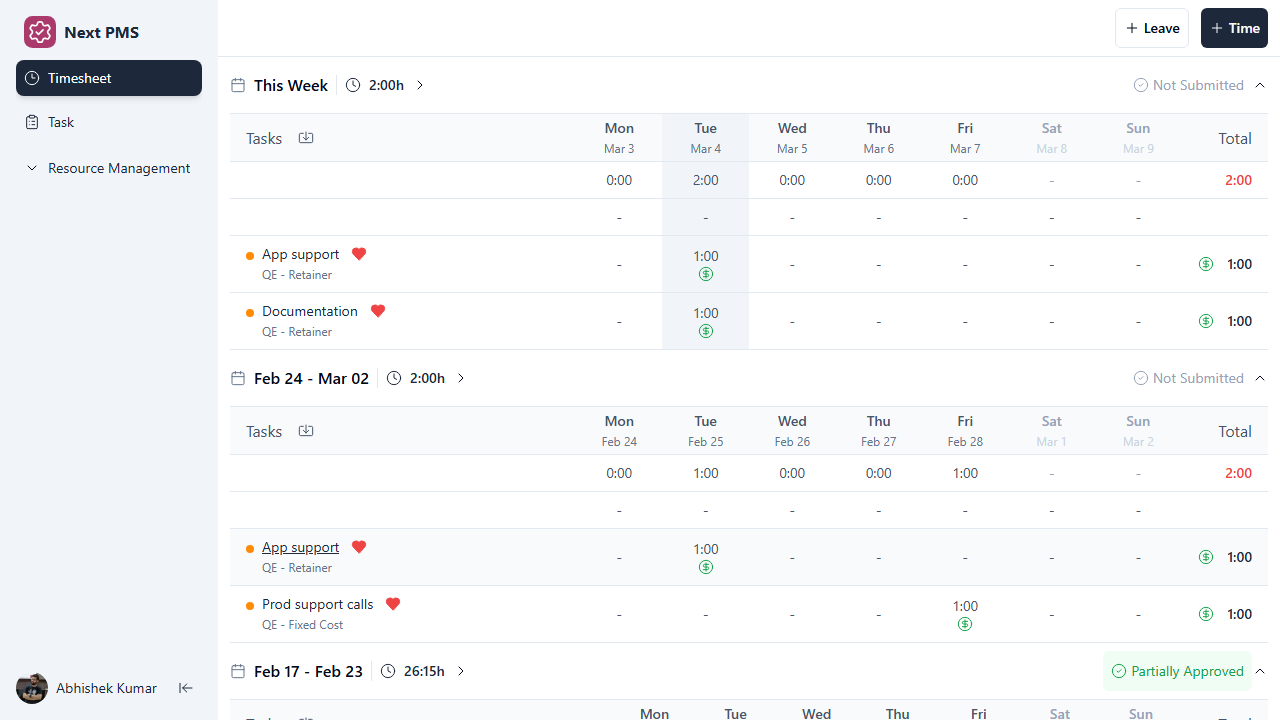 Next PMS
Leave
Time
Timesheet
Task
Resource Management
This Week 2:00h Not Submitted
Tasks Mon Tue Wed Thu Fri Sat Sun Total
Mar 3 Mar 4 Mar 5 Mar 6 Mar 7 Mar 8 Mar 9
0:00 2:00 0:00 0:00 0:00 - - 2:00
- - - - - - -
App support - 1:00 - - - - - 1:00
QE - Retainer
Documentation - 1:00 - - - - - 1:00
QE - Retainer
Feb 24 - Mar 02 2:00h Not Submitted
Tasks Mon Tue Wed Thu Fri Sat Sun Total
Feb 24 Feb 25 Feb 26 Feb 27 Feb 28 Mar 1 Mar 2
0:00 1:00 0:00 0:00 1:00 - - 2:00
- - - - - - -
App support - 1:00 - - - - - 1:00
QE - Retainer
Prod support calls - - - - 1:00 - - 1:00
QE - Fixed Cost
Feb 17 - Feb 23 26:15h Partially Approved
Mon Tue Wed Thu Fri Sat Sun
Abhishek Kumar